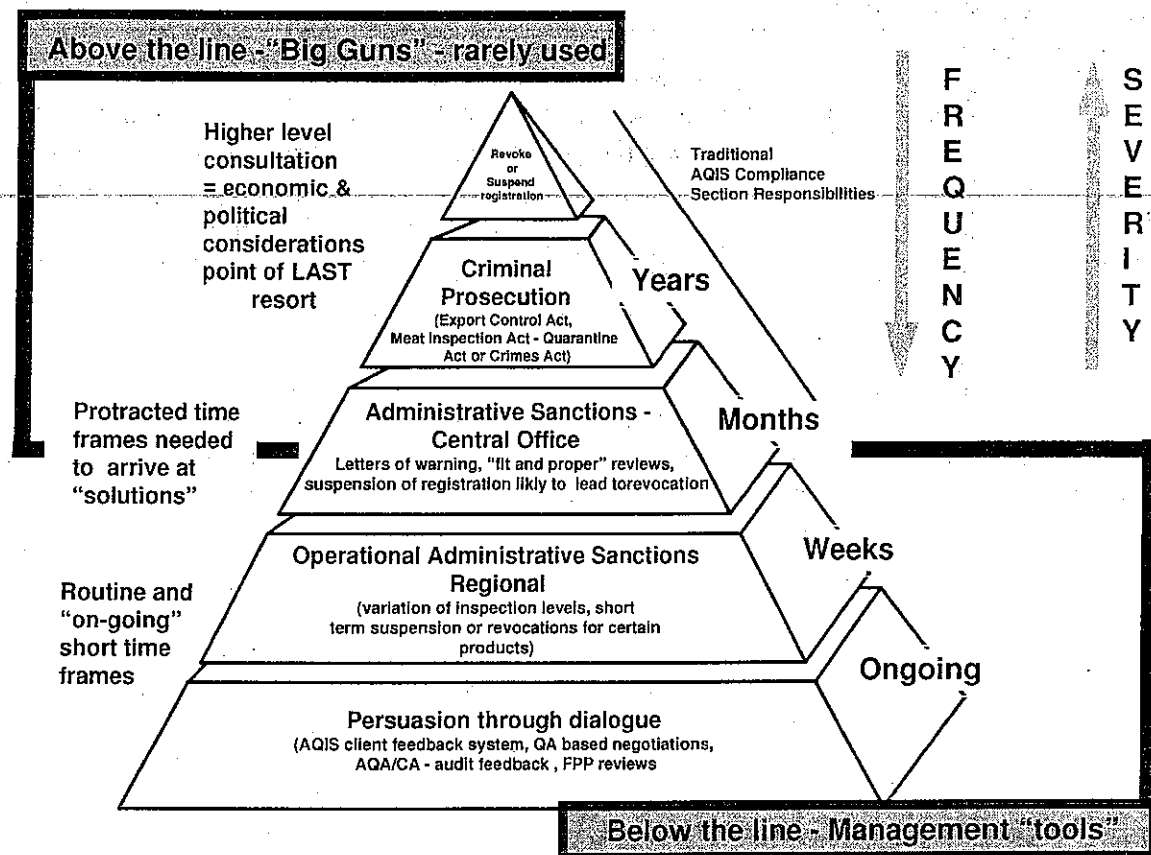 Above the line -"Big Guns" - rarely used
Higher level
consultation
= economic &
political
considerations
point of LAST
resort
Revoke
or
Suspend
registration
Traditional
AQIS Compliance
Section Responsibilities
FREQUENCY
SEVERITY
Criminal
Prosecution
(Export Control Act,
Meat Inspection Act - Quarantine
Act or Crimes Act)
Years
Protracted time
frames needed
to arrive at
"solutions"
Administrative Sanctions -
Central Office
Letters of warning, "fit and proper" reviews,
suspension of registration likly to lead torevocation
Months
Routine and
"on-going"
short time
frames
Operational Administrative Sanctions
Regional
(variation of inspection levels, short
term suspension or revocations for certain
products)
Weeks
Persuasion through dialogue
(AQIS client feedback system, QA based negotiations,
AQA/CA - audit feedback , FPP reviews
Ongoing
Below the line - Management "tools"